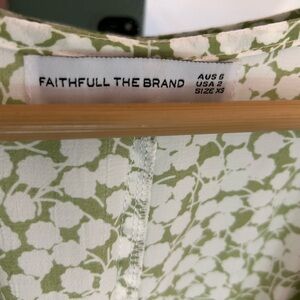 FAITHFULL THE BRAND
AUS 6
USA 2
SIZE XS